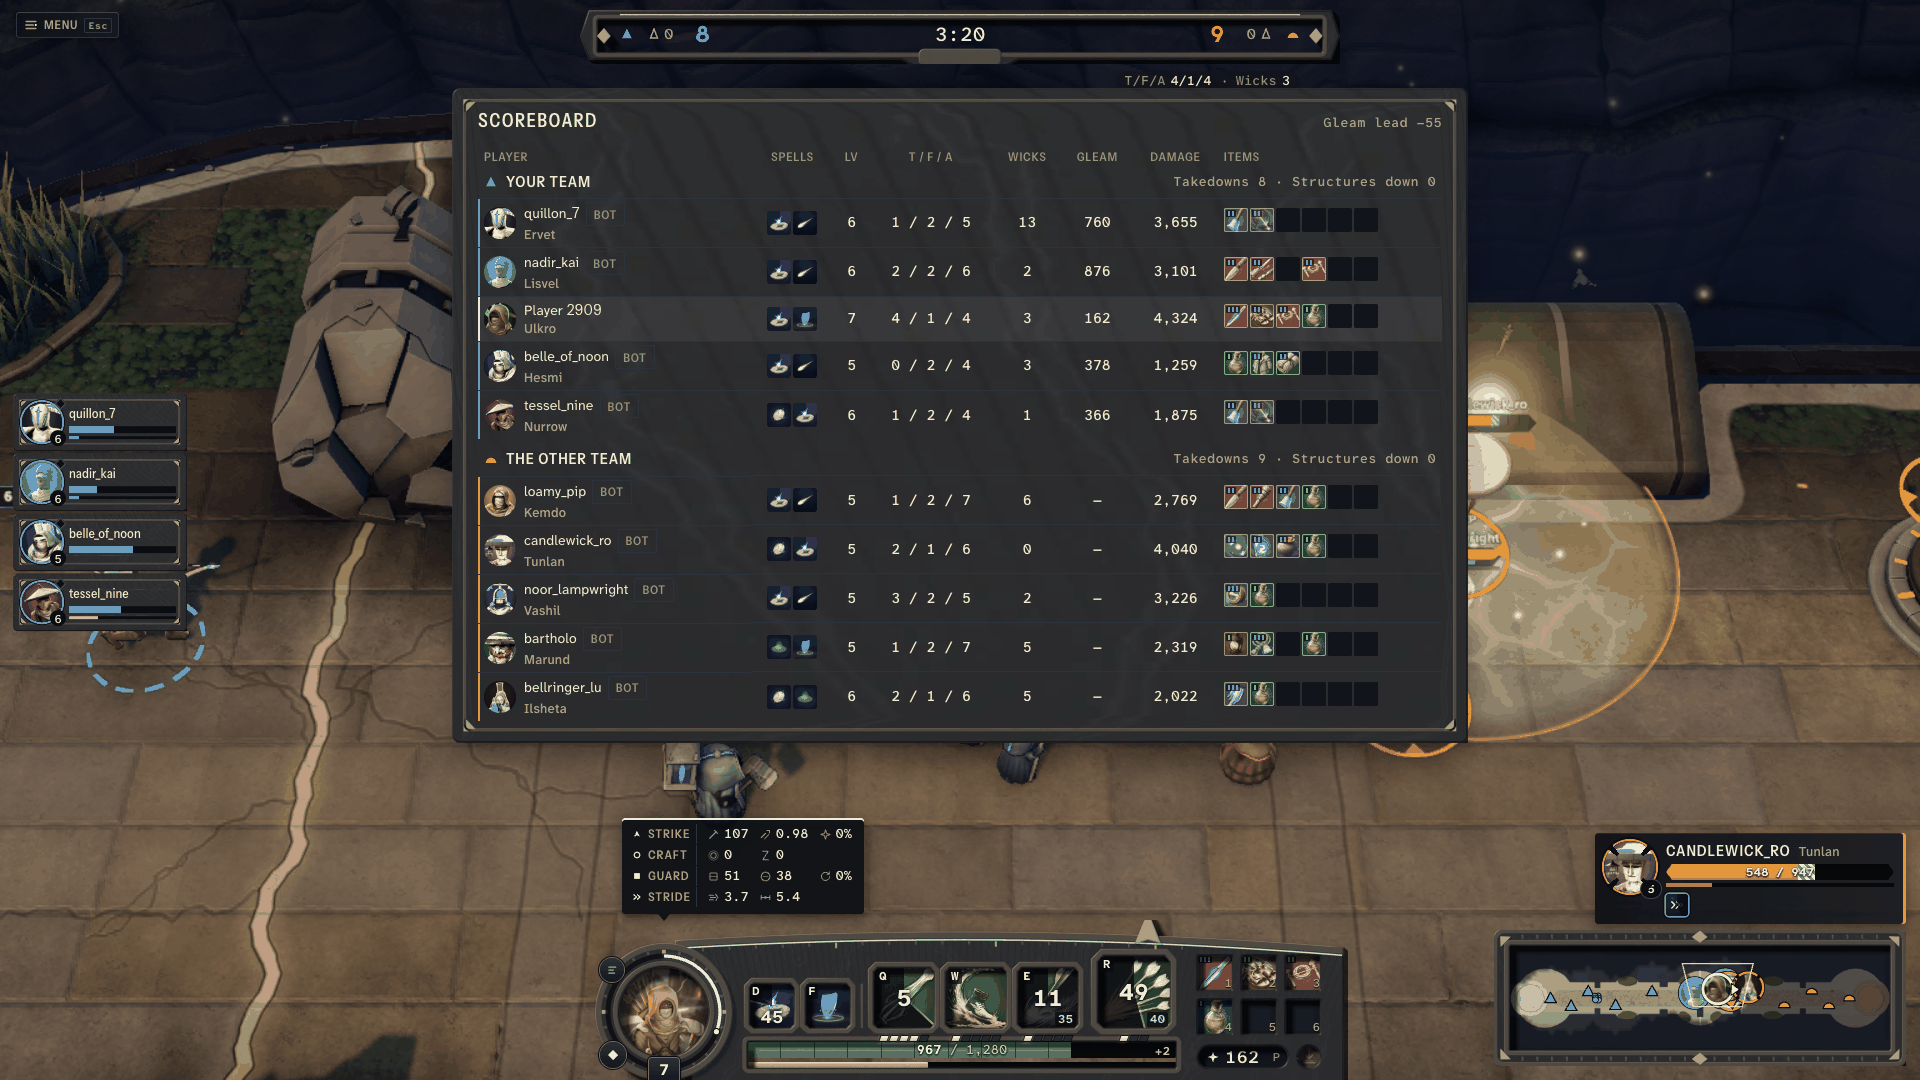 MENU Esc
0 8 3:20 9 0
T/F/A 4/1/4 · Wicks 3
SCOREBOARD Gleam lead −55
PLAYER SPELLS LV T / F / A WICKS GLEAM DAMAGE ITEMS
YOUR TEAM Takedowns 8 · Structures down 0
quillon_7 BOT 6 1 / 2 / 5 13 760 3,655
Ervet
nadir_kai BOT 6 2 / 2 / 6 2 876 3,101
Lisvel
Player 2909 7 4 / 1 / 4 3 162 4,324
Ulkro
belle_of_noon BOT 5 0 / 2 / 4 3 378 1,259
Hesmi
tessel_nine BOT 6 1 / 2 / 4 1 366 1,875
Nurrow
THE OTHER TEAM Takedowns 9 · Structures down 0
loamy_pip BOT 5 1 / 2 / 7 6 – 2,769
Kemdo
candlewick_ro BOT 5 2 / 1 / 6 0 – 4,040
Tunlan
noor_lampwright BOT 5 3 / 2 / 5 2 – 3,226
Vashil
bartholo BOT 5 1 / 2 / 7 5 – 2,319
Marund
bellringer_lu BOT 6 2 / 1 / 6 5 – 2,022
Ilsheta
quillon_7
6
nadir_kai
6
6
belle_of_noon
5
tessel_nine
6
STRIKE 107 0.98 0%
CRAFT 0 0
GUARD 51 38 0%
STRIDE 3.7 5.4
CANDLEWICK_RO Tunlan
548 / 947
5
D 45 F Q 5 W E 11 35 R 49 40
1 3
4 5 6
967 / 1,280 +2
162 P
7